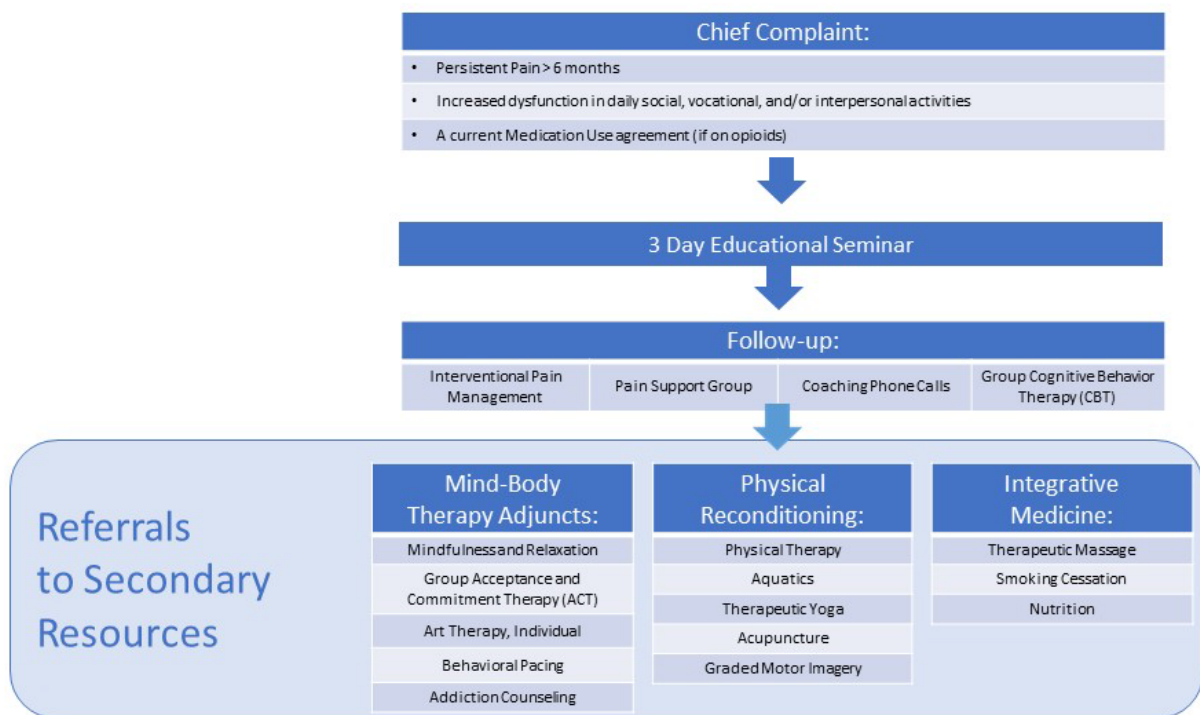 Chief Complaint:
• Persistent Pain > 6 months
• Increased dysfunction in daily social, vocational, and/or interpersonal activities
• A current Medication Use agreement (if on opioids)
3 Day Educational Seminar
Follow-up:
Interventional Pain
Management
Pain Support Group
Coaching Phone Calls
Group Cognitive Behavior
Therapy (CBT)
Referrals
to Secondary
Resources
Mind-Body
Therapy Adjuncts:
Mindfulness and Relaxation
Group Acceptance and
Commitment Therapy (ACT)
Art Therapy, Individual
Behavioral Pacing
Addiction Counseling
Physical
Reconditioning:
Physical Therapy
Aquatics
Therapeutic Yoga
Acupuncture
Graded Motor Imagery
Integrative
Medicine:
Therapeutic Massage
Smoking Cessation
Nutrition